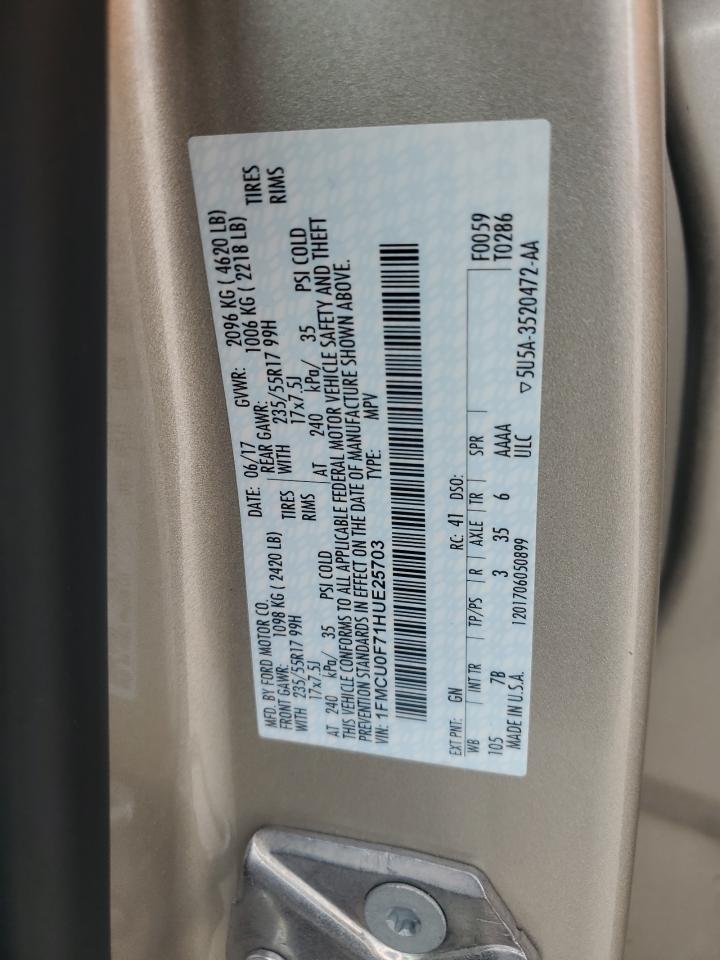 MFD. BY FORD MOTOR CO. DATE: 06/17 GVWR: 2096 KG ( 4620 LB)
FRONT GAWR: 1098 KG ( 2420 LB) REAR GAWR: 1006 KG ( 2218 LB)
WITH 235/55R17 99H TIRES WITH 235/55R17 99H TIRES
17x7.5J RIMS 17x7.5J RIMS
AT 240 kPa/ 35 PSI COLD AT 240 kPa/ 35 PSI COLD
THIS VEHICLE CONFORMS TO ALL APPLICABLE FEDERAL MOTOR VEHICLE SAFETY AND THEFT
PREVENTION STANDARDS IN EFFECT ON THE DATE OF MANUFACTURE SHOWN ABOVE.
VIN: 1FMCU0F71HUE25703 TYPE: MPV
EXT PNT: GN RC: 41 DSO: F0059
WB INT TR TP/PS R AXLE TR SPR T0286
105 7B 3 35 6 AAAA
MADE IN U.S.A. 1201706050899 ULC ▽ 5U5A-3520472-AA